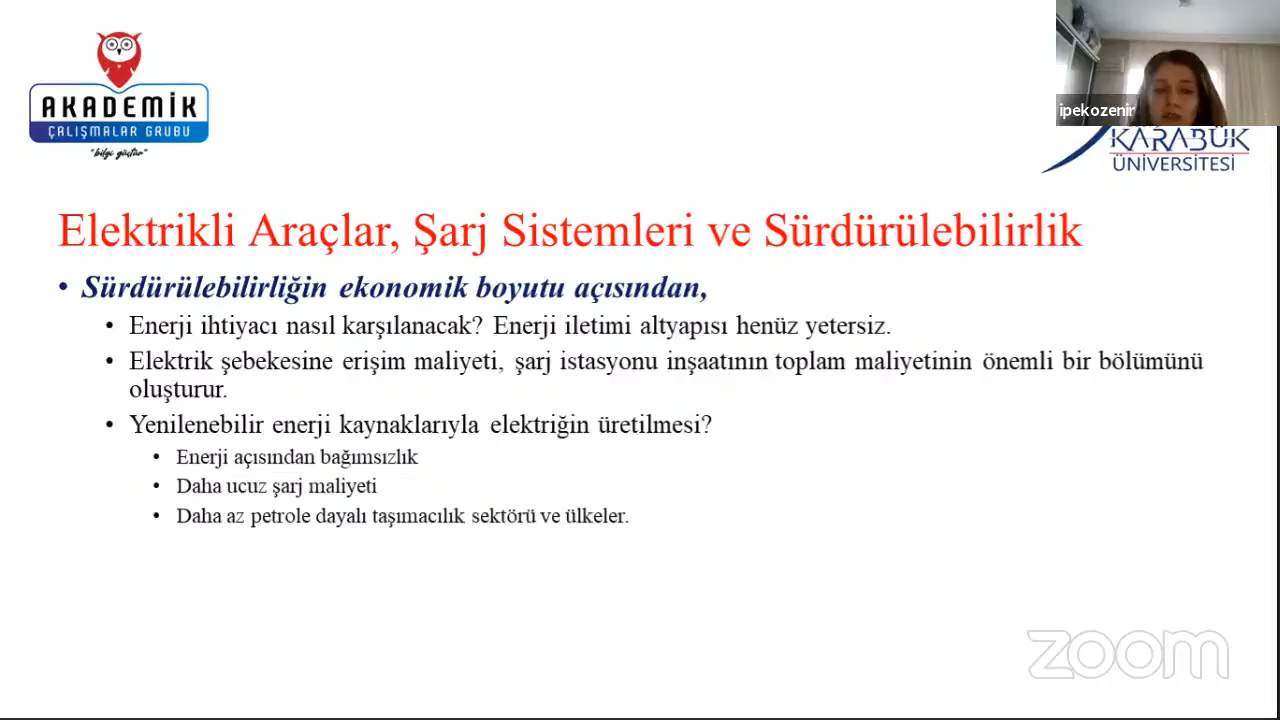 AKADEMİK
ÇALIŞMALAR GRUBU
"bilgi güçtür"
ipekozenir
KARABÜK
ÜNİVERSİTESİ
Elektrikli Araçlar, Şarj Sistemleri ve Sürdürülebilirlik
• Sürdürülebilirliğin ekonomik boyutu açısından,
• Enerji ihtiyacı nasıl karşılanacak? Enerji iletimi altyapısı henüz yetersiz.
• Elektrik şebekesine erişim maliyeti, şarj istasyonu inşaatının toplam maliyetinin önemli bir bölümünü
oluşturur.
• Yenilenebilir enerji kaynaklarıyla elektriğin üretilmesi?
• Enerji açısından bağımsızlık
• Daha ucuz şarj maliyeti
• Daha az petrole dayalı taşımacılık sektörü ve ülkeler.
zoom